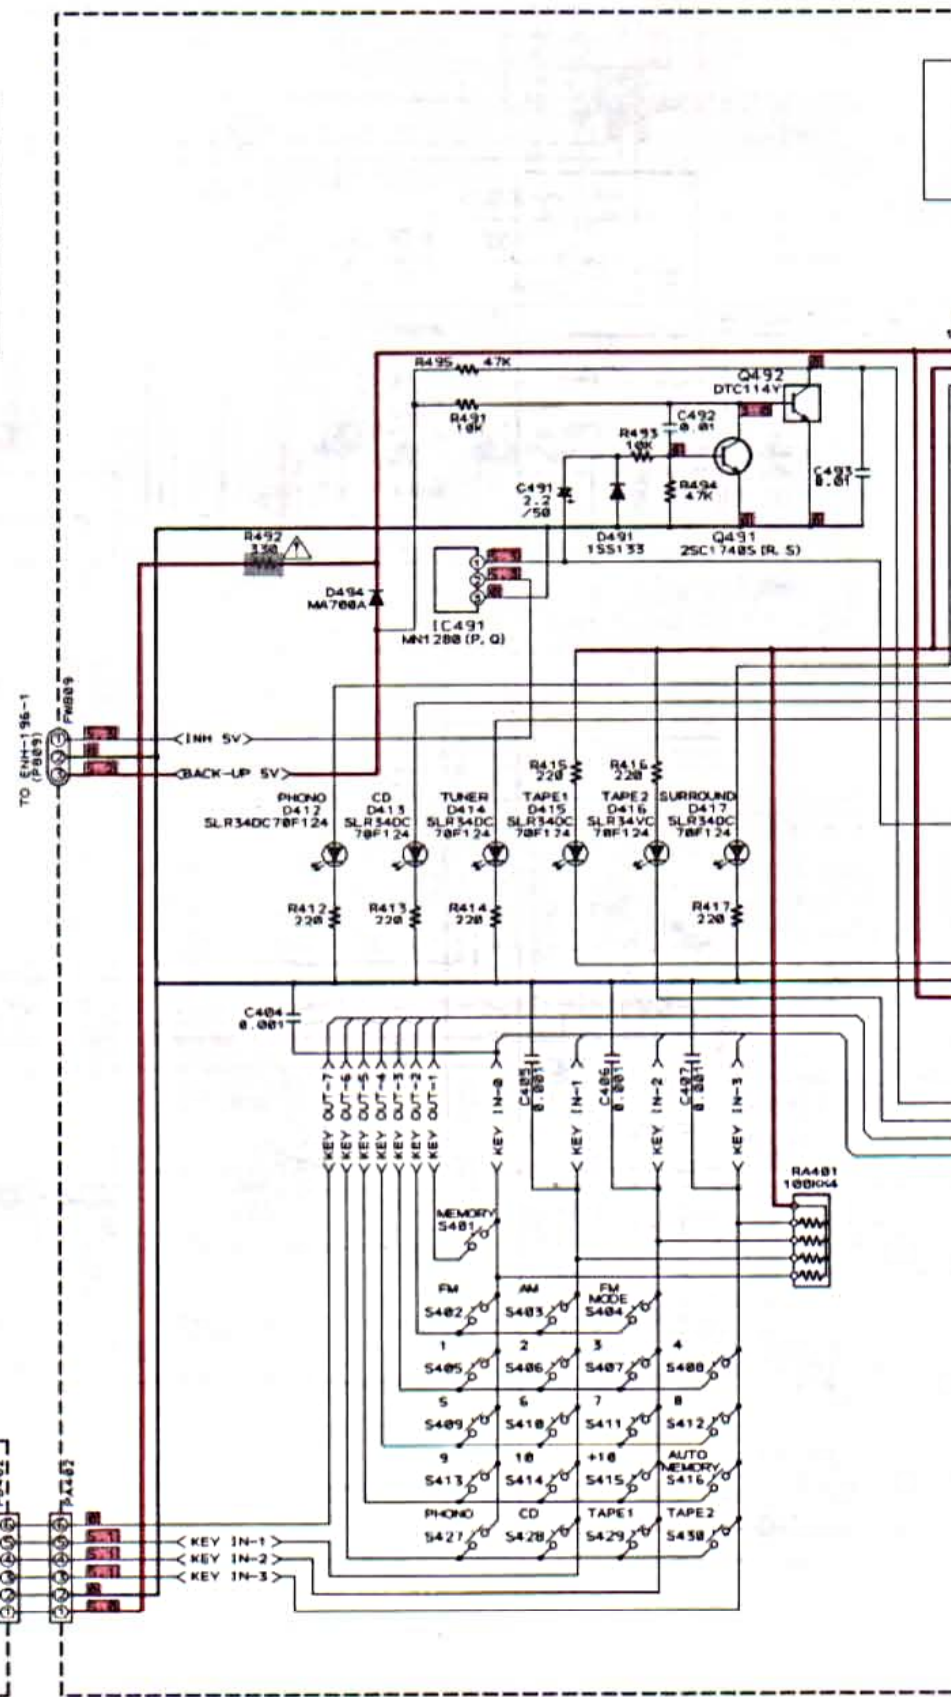 R495 47K
Q492
DTC114Y
R491
10K
C492
0.01
R493
10K
C491
2.2
/50
R494
47K
C493
0.01
R492
330
D491
1SS133
Q491
2SC1740S (R, S)
D494
MA700A
1
2
3
IC491
MN1280 (P, Q)
TO ENH-196-1
(PB09)
FW809
1
2
3
INH 5V
BACK-UP 5V
R415
220
R416
220
PHONO
D412
SLR34DC70F124
CD
D413
SLR34DC
70F124
TUNER
D414
SLR34DC
70F124
TAPE1
D415
SLR34DC
70F124
TAPE2
D416
SLR34VC
70F124
SURROUND
D417
SLR34DC
70F124
R412
220
R413
220
R414
220
R417
220
C404
0.001
KEY OUT-7
KEY OUT-6
KEY OUT-5
KEY OUT-4
KEY OUT-3
KEY OUT-2
KEY OUT-1
KEY IN-0
C405
0.001
KEY IN-1
C406
0.001
KEY IN-2
C407
0.001
KEY IN-3
RA401
100KX4
MEMORY
S401
FM
S402
AM
S403
FM
MODE
S404
1
S405
2
S406
3
S407
4
S408
5
S409
6
S410
7
S411
8
S412
9
S413
10
S414
+10
S415
AUTO
MEMORY
S416
PHONO
S427
CD
S428
TAPE1
S429
TAPE2
S430
PA402
KEY IN-1
KEY IN-2
KEY IN-3